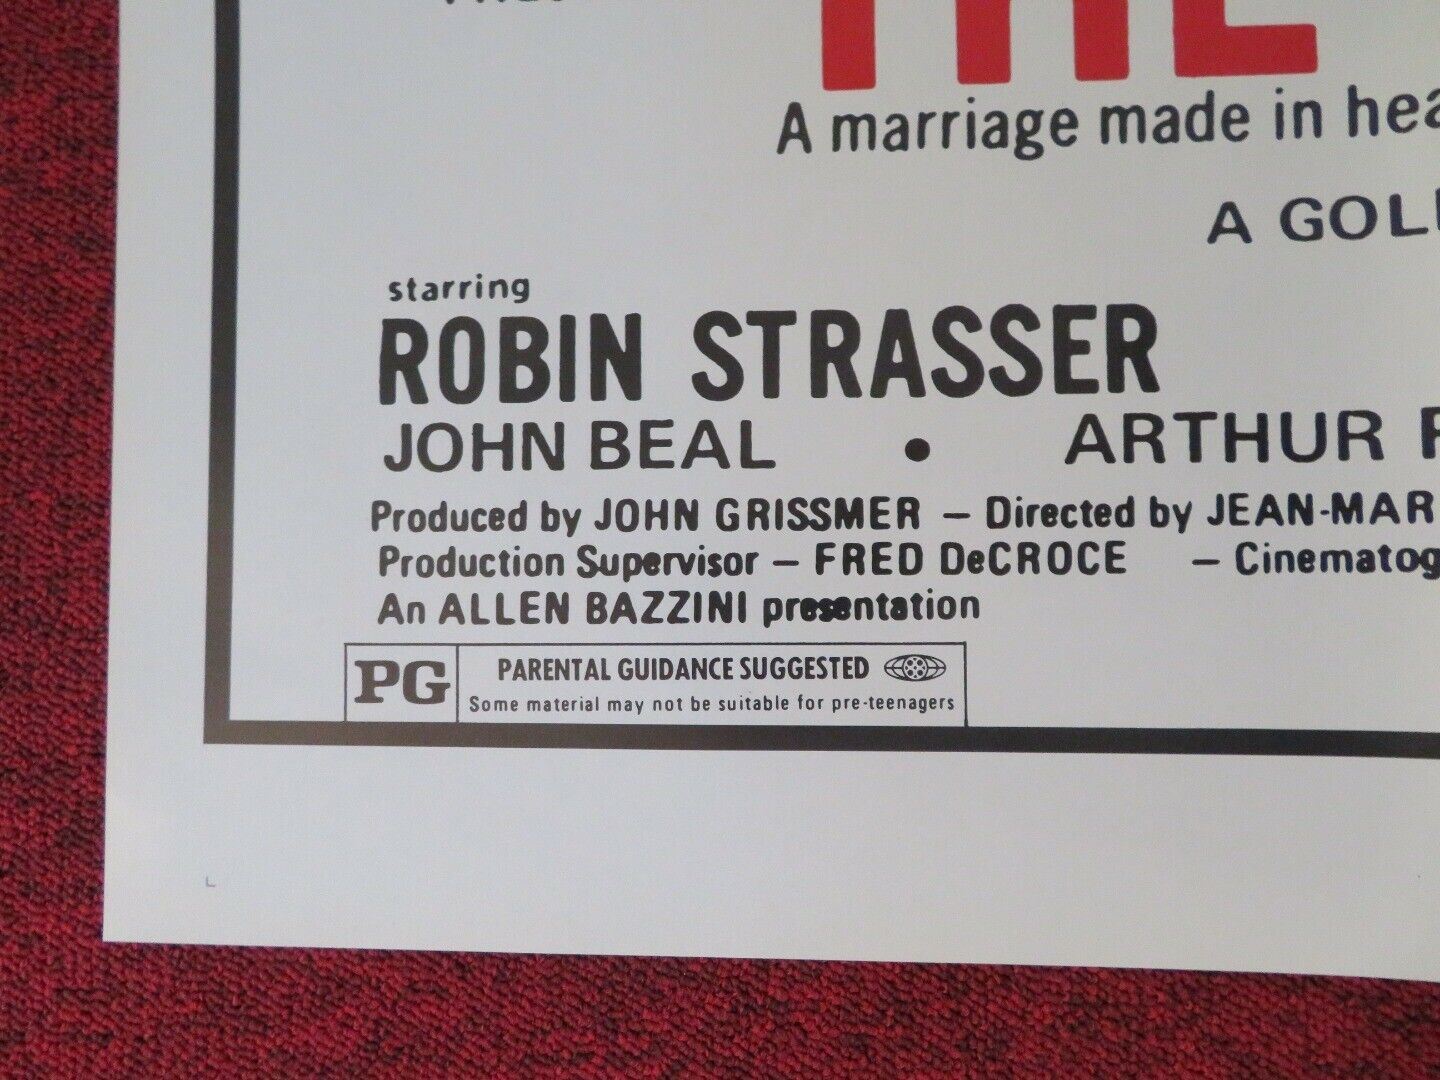 THE
A marriage made in hea
A GOL
starring
ROBIN STRASSER
JOHN BEAL • ARTHUR
Produced by JOHN GRISSMER – Directed by JEAN-MAR
Production Supervisor – FRED DeCROCE – Cinematog
An ALLEN BAZZINI presentation
PG PARENTAL GUIDANCE SUGGESTED
Some material may not be suitable for pre-teenagers